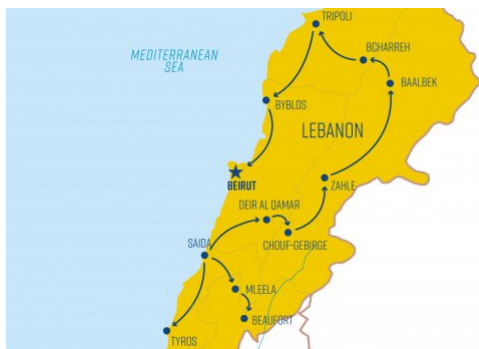 TRIPOLI
MEDITERRANEAN
SEA
BCHARREH
BAALBEK
BYBLOS
LEBANON
BEIRUT
ZAHLE
DEIR AL QAMAR
CHOUF-GEBIRGE
SAIDA
MLEELA
BEAUFORT
TYROS